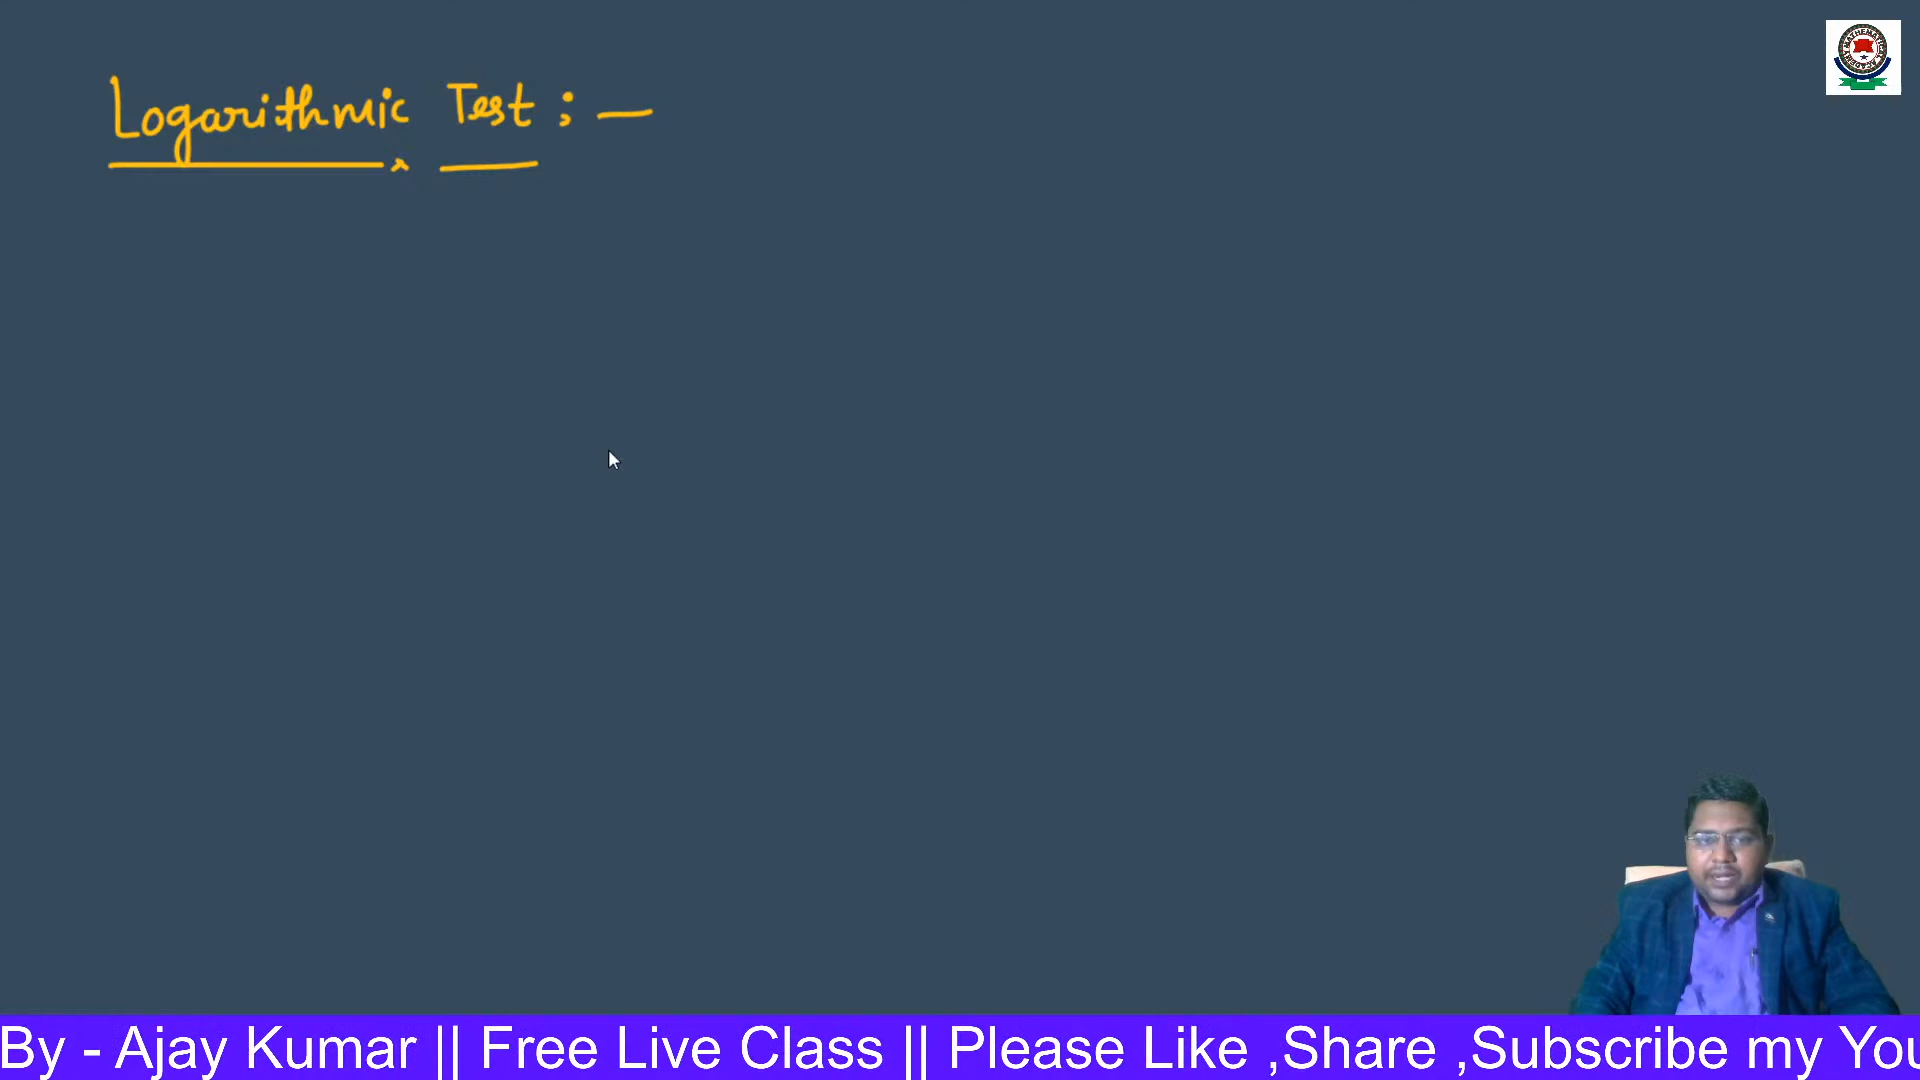 Logarithmic Test : —
By - Ajay Kumar || Free Live Class || Please Like ,Share ,Subscribe my You